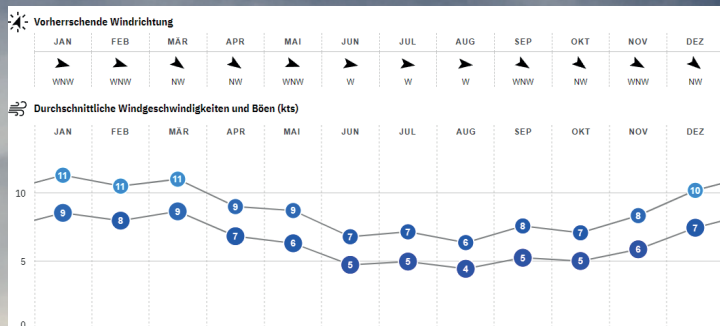 Vorherrschende Windrichtung
JAN FEB MÄR APR MAI JUN JUL AUG SEP OKT NOV DEZ
WNW WNW NW NW WNW W W W WNW NW WNW NW
Durchschnittliche Windgeschwindigkeiten und Böen (kts)
JAN FEB MÄR APR MAI JUN JUL AUG SEP OKT NOV DEZ
11 11 11 9 9 7 7 6 8 7 8 10
10
9 8 9 7 6 5 5 4 5 5 6 7
5
0